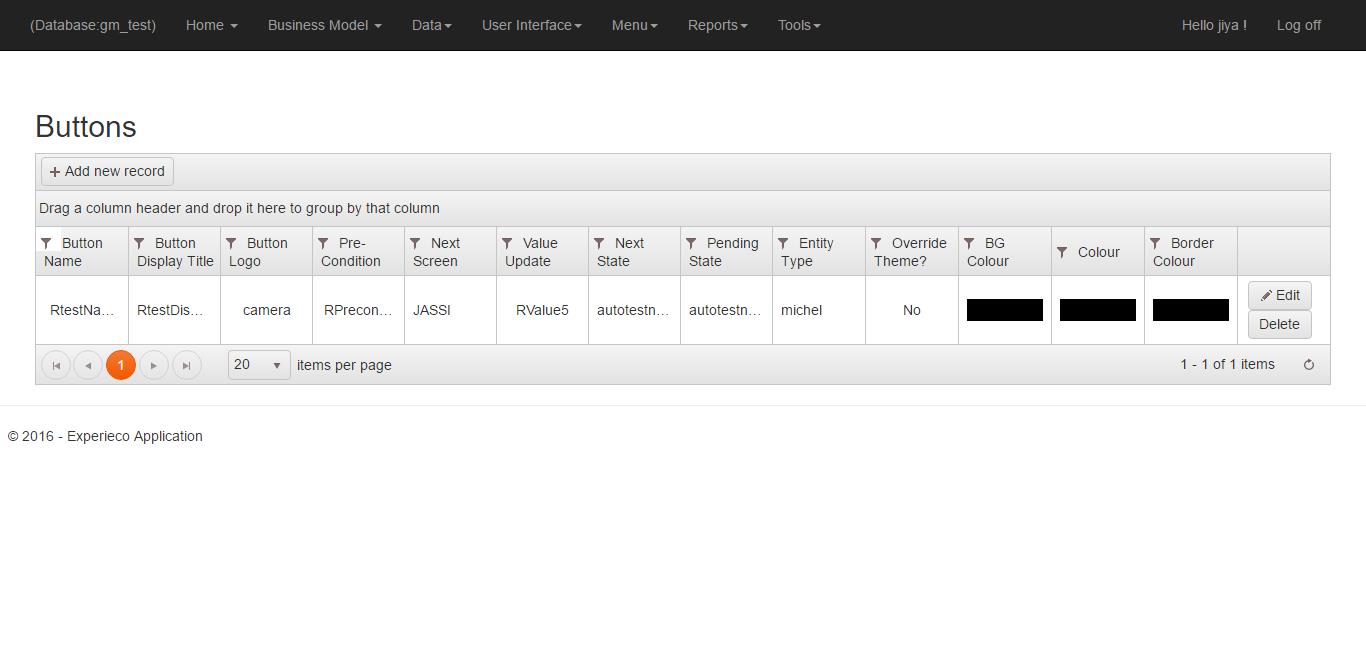 (Database:gm_test) Home Business Model Data User Interface Menu Reports Tools Hello jiya ! Log off
Buttons
+ Add new record
Drag a column header and drop it here to group by that column
Button Name Button Display Title Button Logo Pre-Condition Next Screen Value Update Next State Pending State Entity Type Override Theme? BG Colour Colour Border Colour
RtestNa... RtestDis... camera RPrecon... JASSI RValue5 autotestn... autotestn... michel No Edit
Delete
1 20 items per page 1 - 1 of 1 items
© 2016 - Experieco Application